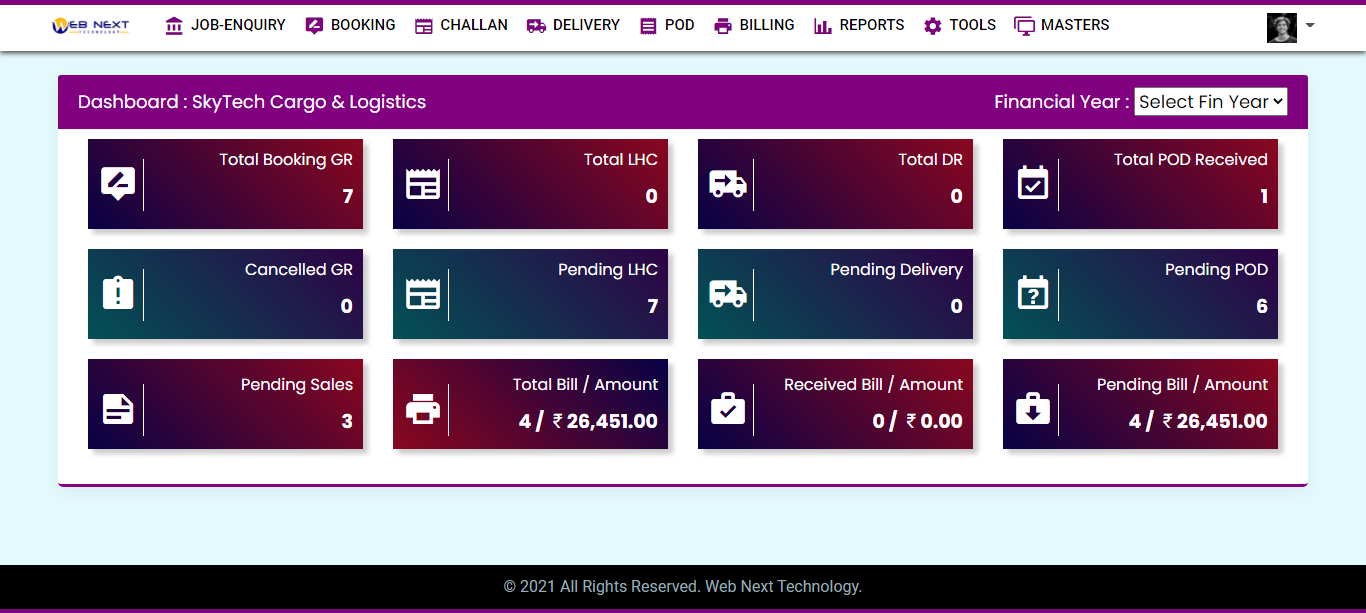 WEB NEXT
TECHNOLOGY
JOB-ENQUIRY BOOKING CHALLAN DELIVERY POD BILLING REPORTS TOOLS MASTERS
Dashboard : SkyTech Cargo & Logistics
Financial Year : Select Fin Year
Total Booking GR
7
Total LHC
0
Total DR
0
Total POD Received
1
Cancelled GR
0
Pending LHC
7
Pending Delivery
0
Pending POD
6
Pending Sales
3
Total Bill / Amount
4 / ₹ 26,451.00
Received Bill / Amount
0 / ₹ 0.00
Pending Bill / Amount
4 / ₹ 26,451.00
© 2021 All Rights Reserved. Web Next Technology.